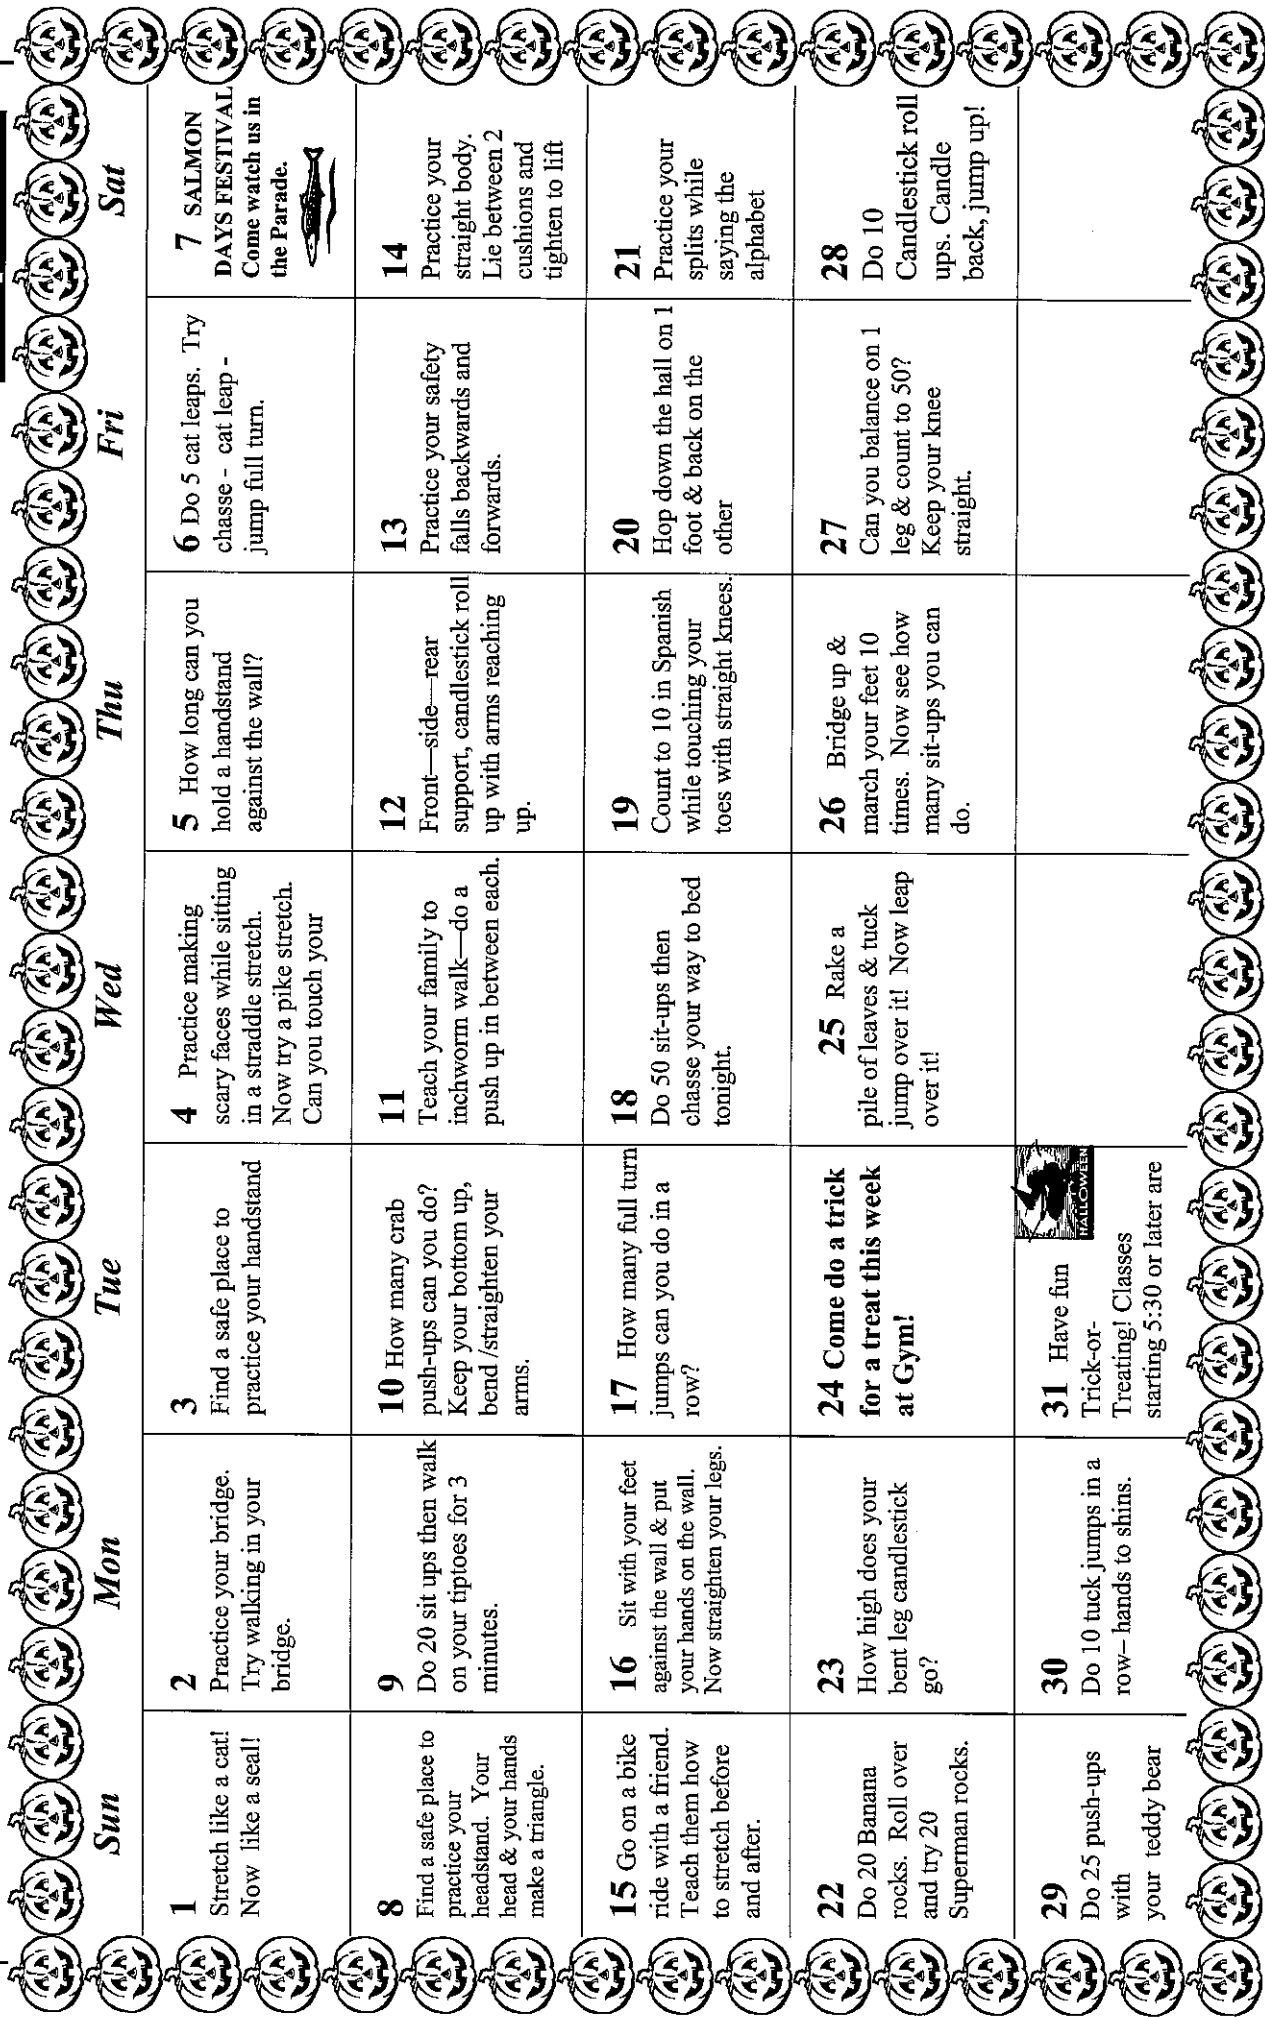 Sun Mon Tue Wed Thu Fri Sat
1
Stretch like a cat!
Now like a seal!
2
Practice your bridge.
Try walking in your
bridge.
3
Find a safe place to
practice your handstand
4 Practice making
scary faces while sitting
in a straddle stretch.
Now try a pike stretch.
Can you touch your
5 How long can you
hold a handstand
against the wall?
6 Do 5 cat leaps. Try
chasse - cat leap -
jump full turn.
7 SALMON
DAYS FESTIVAL
Come watch us in
the Parade.
8
Find a safe place to
practice your
headstand. Your
head & your hands
make a triangle.
9
Do 20 sit ups then walk
on your tiptoes for 3
minutes.
10 How many crab
push-ups can you do?
Keep your bottom up,
bend /straighten your
arms.
11
Teach your family to
inchworm walk—do a
push up in between each.
12
Front—side—rear
support, candlestick roll
up with arms reaching
up.
13
Practice your safety
falls backwards and
forwards.
14
Practice your
straight body.
Lie between 2
cushions and
tighten to lift
15 Go on a bike
ride with a friend.
Teach them how
to stretch before
and after.
16 Sit with your feet
against the wall & put
your hands on the wall.
Now straighten your legs.
17 How many full turn
jumps can you do in a
row?
18
Do 50 sit-ups then
chasse your way to bed
tonight.
19
Count to 10 in Spanish
while touching your
toes with straight knees.
20
Hop down the hall on 1
foot & back on the
other
21
Practice your
splits while
saying the
alphabet
22
Do 20 Banana
rocks. Roll over
and try 20
Superman rocks.
23
How high does your
bent leg candlestick
go?
24 Come do a trick
for a treat this week
at Gym!
25 Rake a
pile of leaves & tuck
jump over it! Now leap
over it!
26 Bridge up &
march your feet 10
times. Now see how
many sit-ups you can
do.
27
Can you balance on 1
leg & count to 50?
Keep your knee
straight.
28
Do 10
Candlestick roll
ups. Candle
back, jump up!
29
Do 25 push-ups
with
your teddy bear
30
Do 10 tuck jumps in a
row– hands to shins.
31 Have fun
Trick-or-
Treating! Classes
starting 5:30 or later are
HALLOWEEN